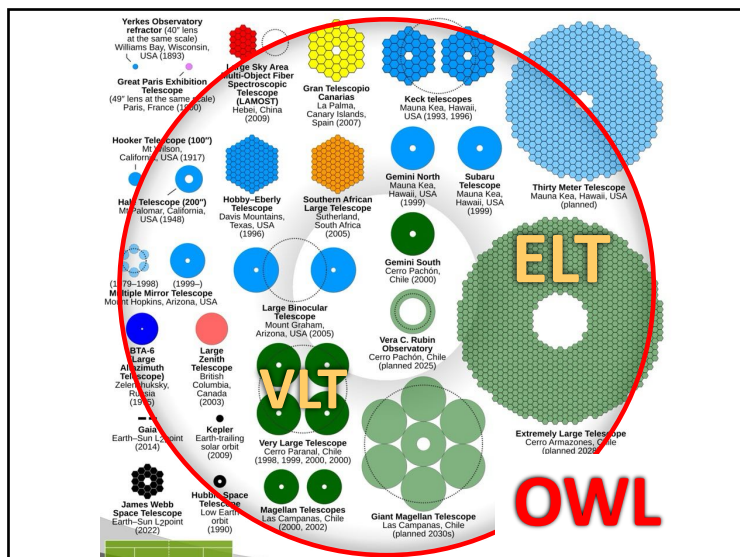 Yerkes Observatory
refractor (40" lens
at the same scale)
Williams Bay, Wisconsin,
USA (1893)
Great Paris Exhibition
Telescope
(49" lens at the same scale)
Paris, France (1900)
Large Sky Area
Multi-Object Fiber
Spectroscopic
Telescope
(LAMOST)
Hebei, China
(2009)
Gran Telescopio
Canarias
La Palma,
Canary Islands,
Spain (2007)
Keck telescopes
Mauna Kea, Hawaii,
USA (1993, 1996)
Thirty Meter Telescope
Mauna Kea, Hawaii, USA
(planned)
Hooker Telescope (100")
Mt Wilson,
California, USA (1917)
Hale Telescope (200")
Mt Palomar, California,
USA (1948)
Hobby–Eberly
Telescope
Davis Mountains,
Texas, USA
(1996)
Southern African
Large Telescope
Sutherland,
South Africa
(2005)
Gemini North
Mauna Kea,
Hawaii, USA
(1999)
Subaru
Telescope
Mauna Kea,
Hawaii, USA
(1999)
Gemini South
Cerro Pachón,
Chile (2000)
ELT
(1979–1998) (1999–)
Multiple Mirror Telescope
Mount Hopkins, Arizona, USA
Large Binocular
Telescope
Mount Graham,
Arizona, USA (2005)
Vera C. Rubin
Observatory
Cerro Pachón, Chile
(planned 2025)
BTA-6
(Large
Altazimuth
Telescope)
Zelenchuksky,
Russia
(1975)
Large
Zenith
Telescope
British
Columbia,
Canada
(2003)
VLT
Gaia
Earth–Sun L2 point
(2014)
Kepler
Earth-trailing
solar orbit
(2009)
Very Large Telescope
Cerro Paranal, Chile
(1998, 1999, 2000, 2000)
Extremely Large Telescope
Cerro Armazones, Chile
(planned 2028)
James Webb
Space Telescope
Earth–Sun L2 point
(2022)
Hubble Space
Telescope
Low Earth
orbit
(1990)
Magellan Telescopes
Las Campanas, Chile
(2000, 2002)
Giant Magellan Telescope
Las Campanas, Chile
(planned 2030s)
OWL